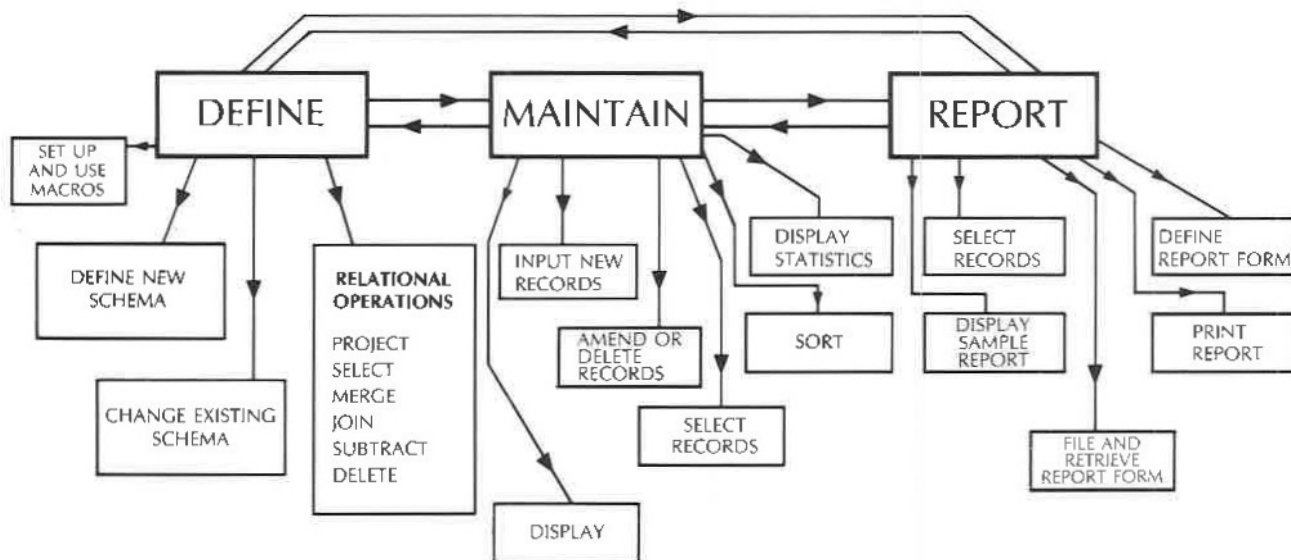 DEFINE
MAINTAIN
REPORT
SET UP
AND USE
MACROS
DEFINE NEW
SCHEMA
CHANGE EXISTING
SCHEMA
RELATIONAL
OPERATIONS
PROJECT
SELECT
MERGE
JOIN
SUBTRACT
DELETE
DISPLAY
INPUT NEW
RECORDS
AMEND OR
DELETE
RECORDS
SELECT
RECORDS
DISPLAY
STATISTICS
SORT
SELECT
RECORDS
DISPLAY
SAMPLE
REPORT
FILE AND
RETRIEVE
REPORT FORM
DEFINE
REPORT FORM
PRINT
REPORT